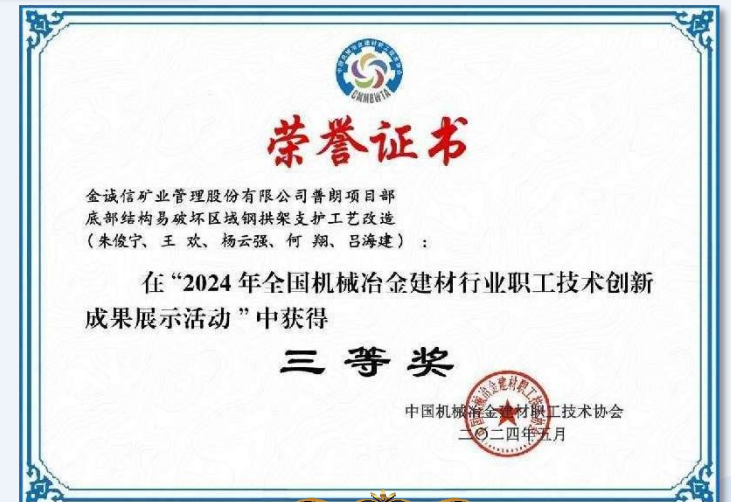 CMMBWTA
荣誉证书
金诚信矿业管理股份有限公司普朗项目部
底部结构易破坏区域钢拱架支护工艺改造
（朱俊宁、王 欢、杨云强、何 翔、吕海建）：
在“2024年全国机械冶金建材行业职工技术创新
成果展示活动”中获得
三等奖
中国机械冶金建材职工技术协会
二〇二四年五月